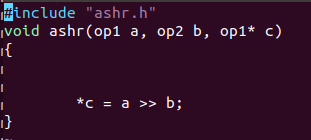 #include "ashr.h"
void ashr(op1 a, op2 b, op1* c)
{
*c = a >> b;
}